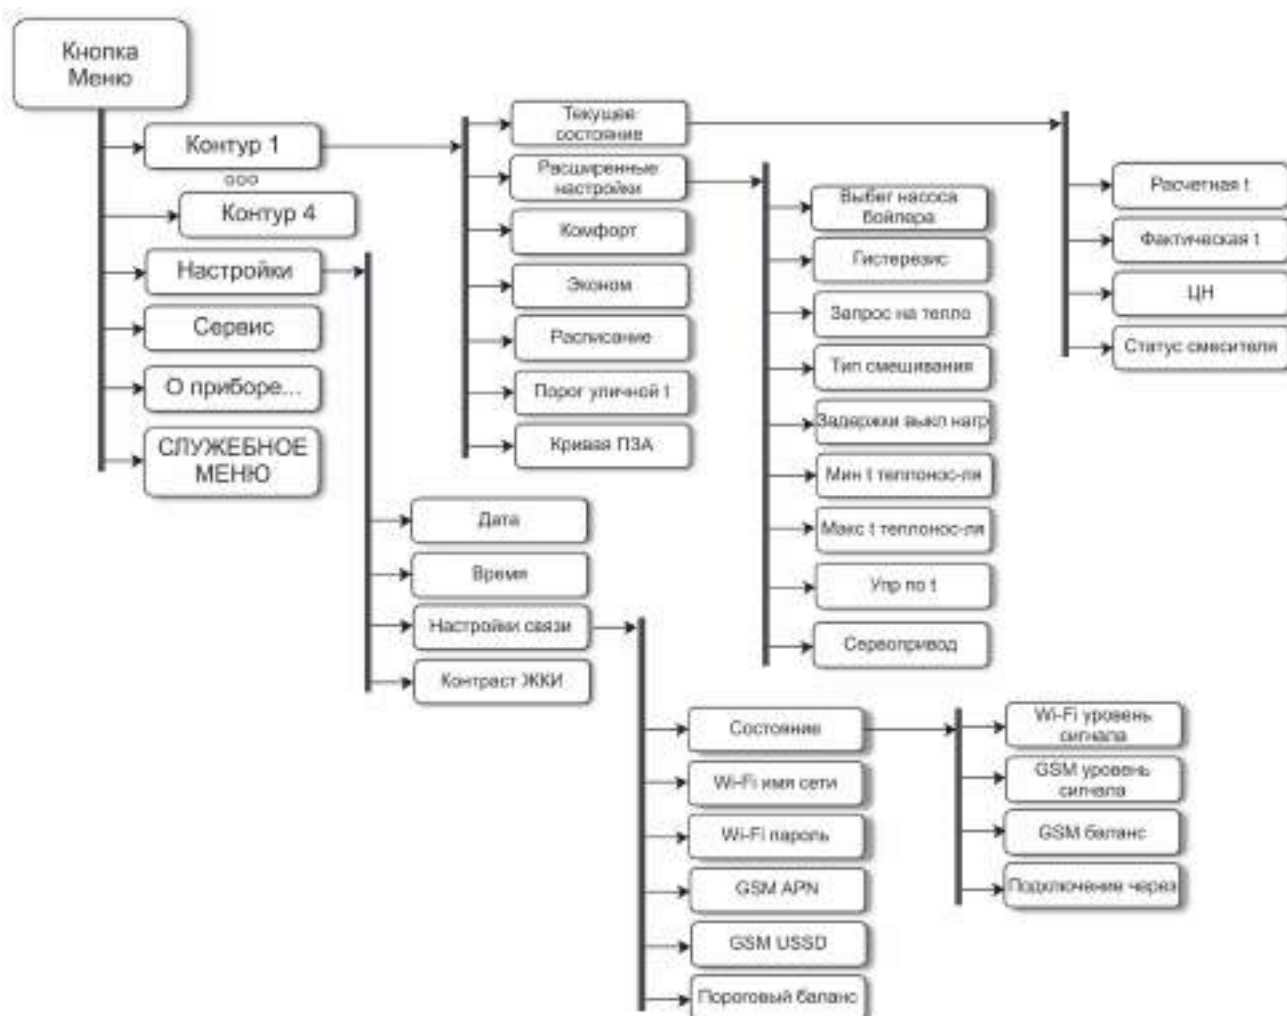 Кнопка
Меню
Контур 1
ооо
Контур 4
Настройки
Сервис
О приборе...
СЛУЖЕБНОЕ
МЕНЮ
Текущее
состояние
Расширенные
настройки
Комфорт
Эконом
Расписание
Порог уличной t
Кривая ПЗА
Расчетная t
Фактическая t
ЦН
Статус смесителя
Выбег насоса
бойлера
Гистерезис
Запрос на тепло
Тип смешивания
Задержки выкл нагр
Мин t теплонос-ля
Макс t теплонос-ля
Упр по t
Сервопривод
Дата
Время
Настройки связи
Контраст ЖКИ
Состояние
Wi-Fi имя сети
Wi-Fi пароль
GSM APN
GSM USSD
Пороговый баланс
Wi-Fi уровень
сигнала
GSM уровень
сигнала
GSM баланс
Подключение через